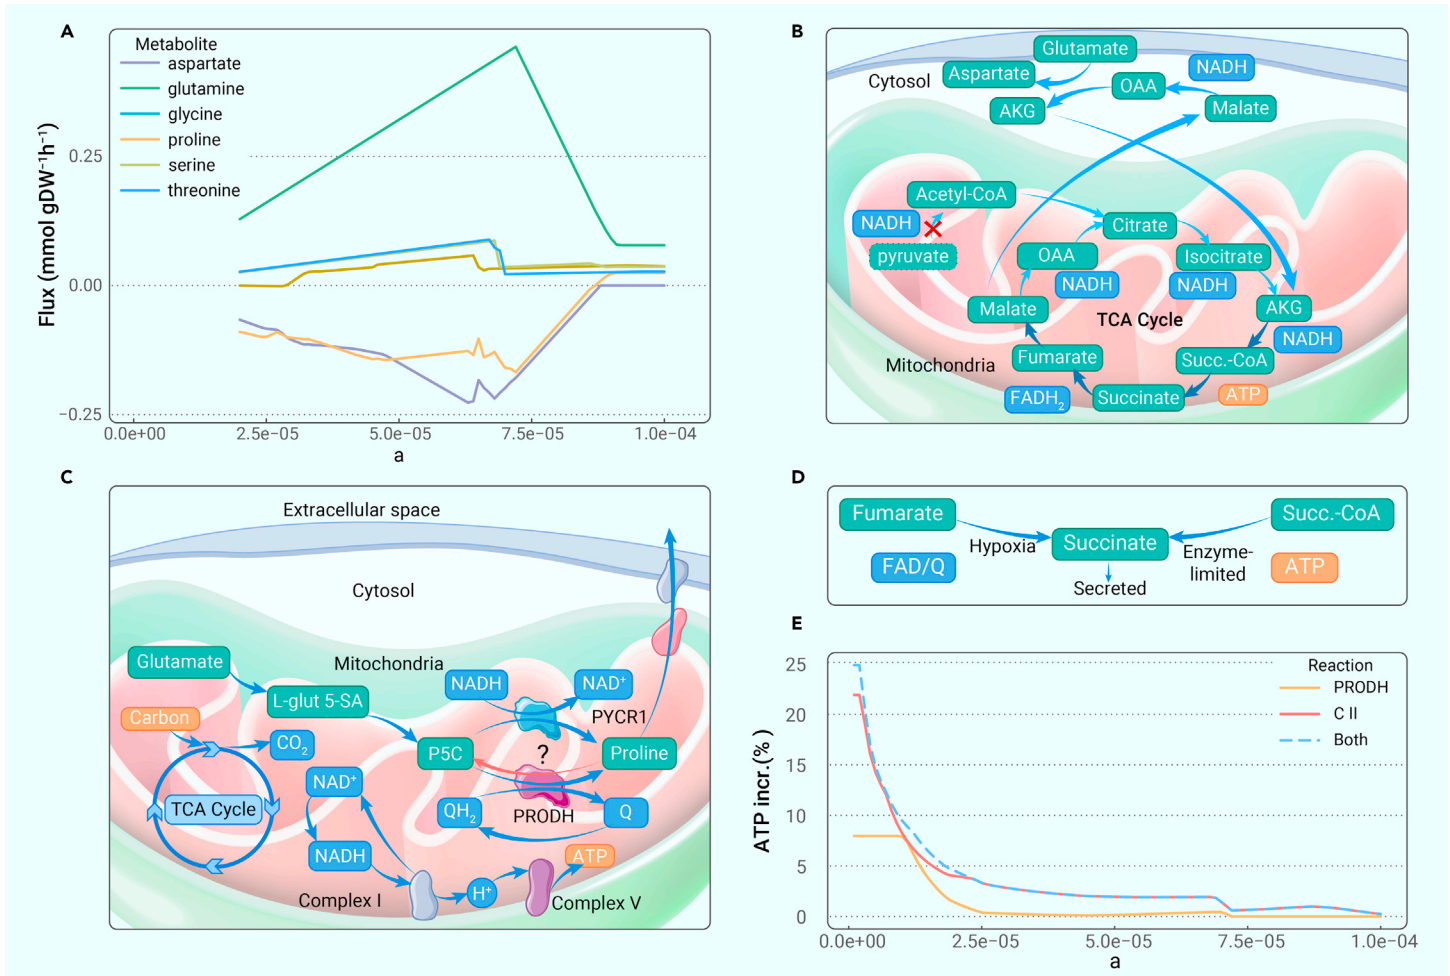 A
Metabolite
aspartate
glutamine
glycine
proline
serine
threonine
Flux (mmol gDW⁻¹h⁻¹)
0.25
0.00
−0.25
0.0e+00 2.5e−05 5.0e−05 7.5e−05 1.0e−04
a
B
Glutamate
Cytosol
Aspartate
NADH
OAA
AKG
Malate
Acetyl-CoA
NADH
Citrate
pyruvate
OAA
Isocitrate
NADH
NADH
Malate
TCA Cycle
AKG
NADH
Mitochondria
Fumarate
Succ.-CoA
FADH₂
Succinate
ATP
C
Extracellular space
Cytosol
Glutamate
Mitochondria
L-glut 5-SA
NADH
NAD⁺
Carbon
PYCR1
CO₂
P5C
?
Proline
NAD⁺
TCA Cycle
QH₂
PRODH
Q
NADH
ATP
Complex I
H⁺
Complex V
D
Fumarate
Succ.-CoA
Hypoxia
Succinate
Enzyme-
limited
FAD/Q
ATP
Secreted
E
Reaction
PRODH
C II
Both
ATP incr.(%)
25
20
15
10
5
0
0.0e+00 2.5e−05 5.0e−05 7.5e−05 1.0e−04
a